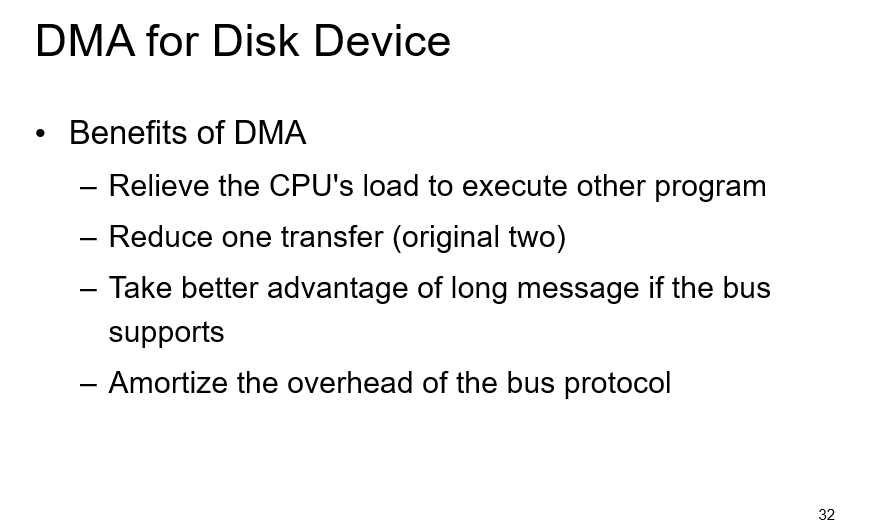 DMA for Disk Device
• Benefits of DMA
– Relieve the CPU's load to execute other program
– Reduce one transfer (original two)
– Take better advantage of long message if the bus
supports
– Amortize the overhead of the bus protocol
32